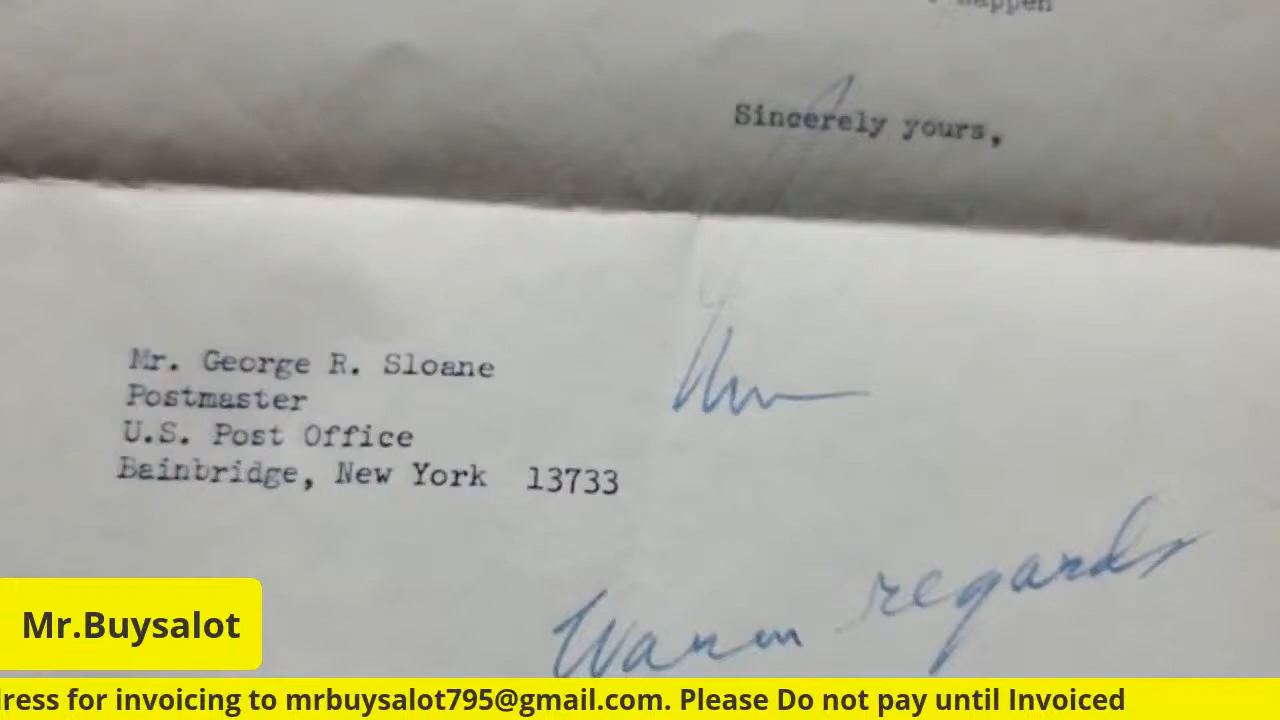 happen
Sincerely yours,
Mr. George R. Sloane
Postmaster
U.S. Post Office
Bainbridge, New York 13733
Warm regards
Mr.Buysalot
for invoicing to mrbuysalot795@gmail.com. Please Do not pay until Invoiced